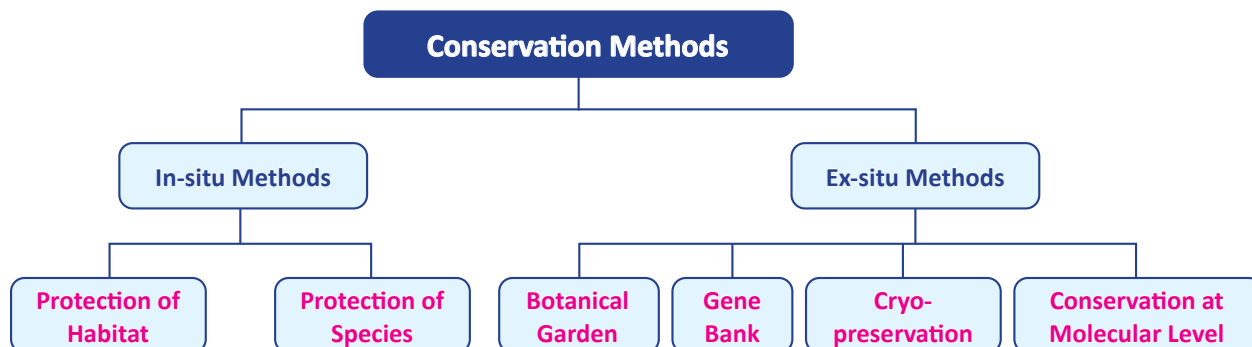 Conservation Methods
In-situ Methods
Ex-situ Methods
Protection of
Habitat
Protection of
Species
Botanical
Garden
Gene
Bank
Cryo-
preservation
Conservation at
Molecular Level